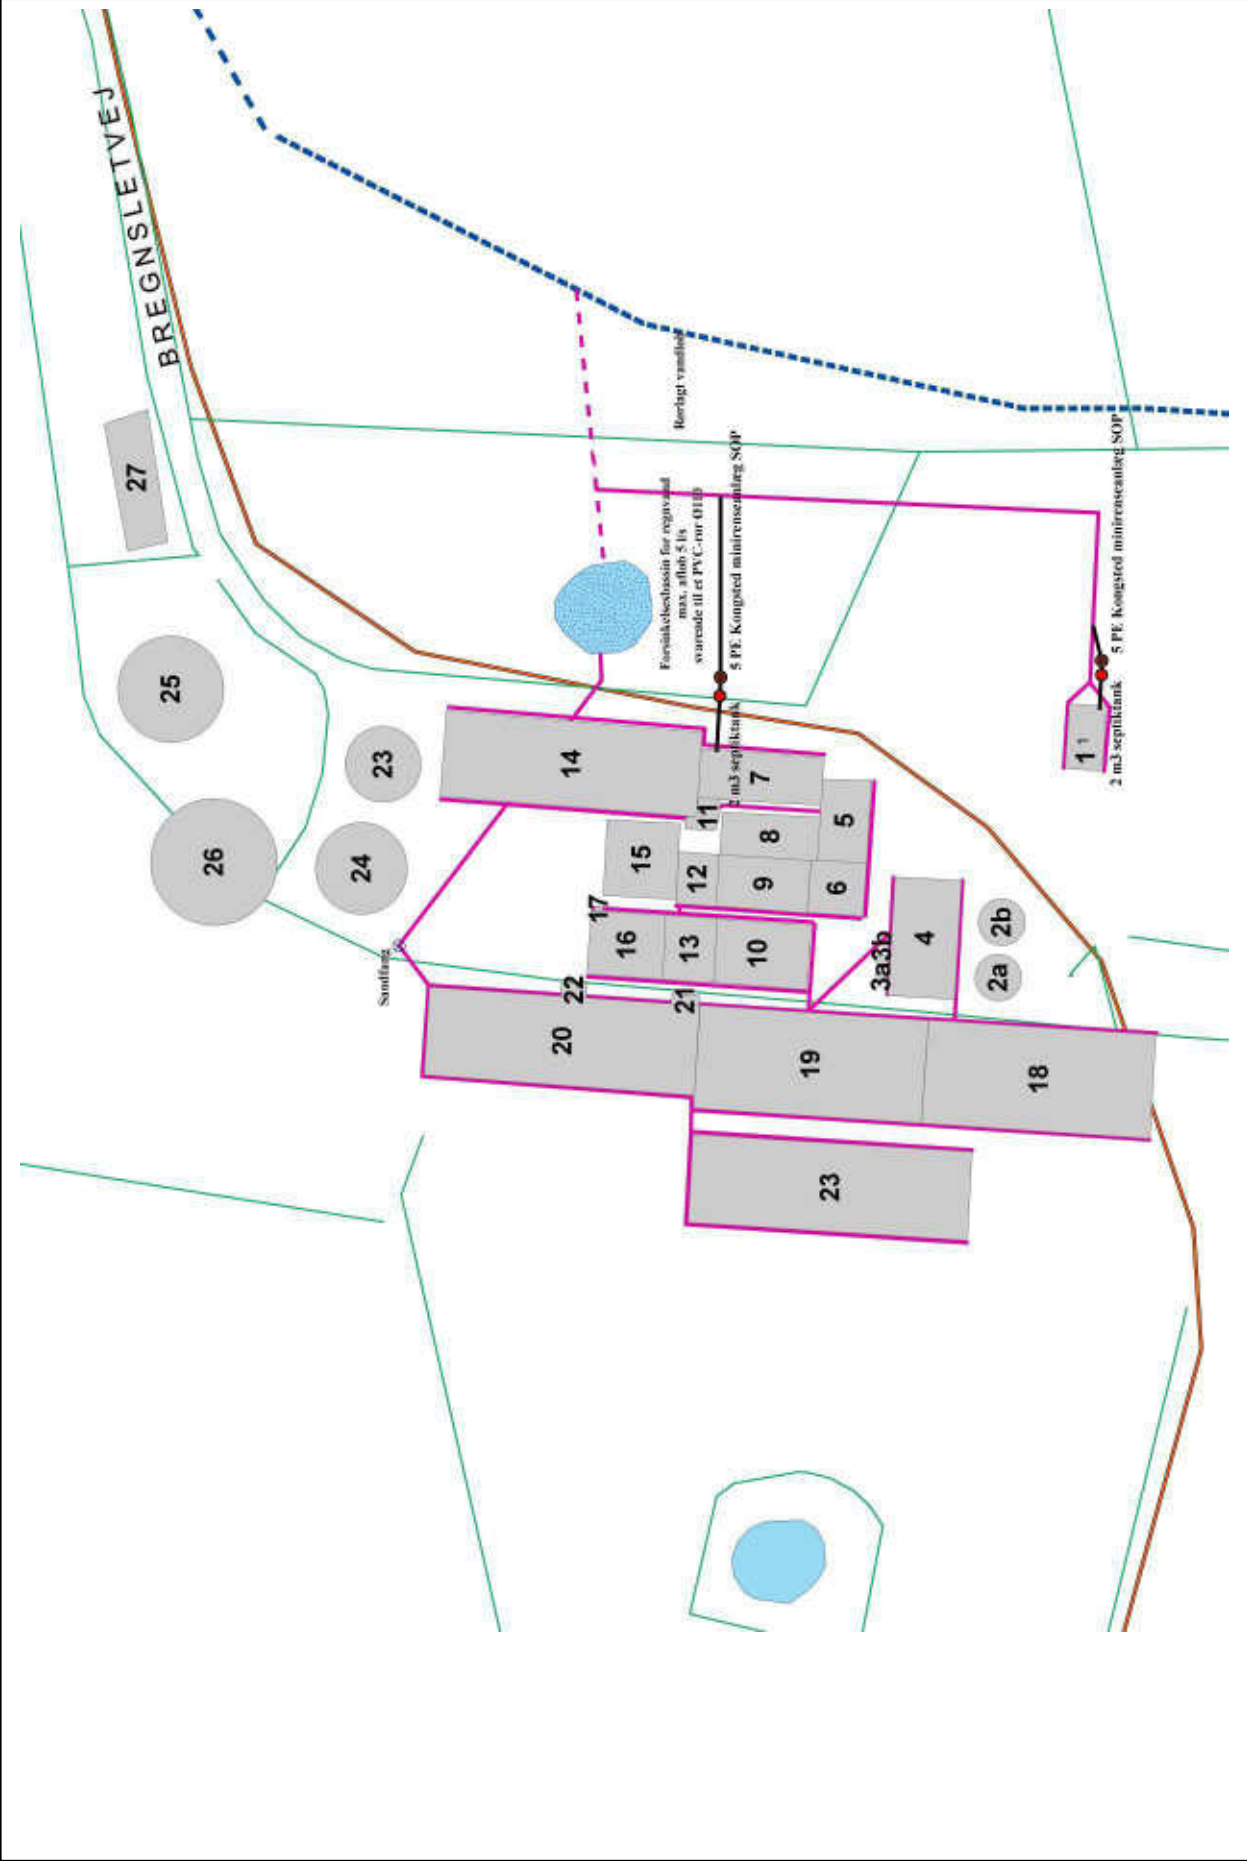 BREGNSLETVEJ
27
25
26
23
24
Sandfang
14
Rørlagt vandløb
Forsinkelsesbassin for regnvand
max. afløb 5 l/s
svarende til et PVC-rør Ø110
5 PE Kongsted minirenseanlæg SOP
2 m3 septiktank
7
11
8
5
15
12
9
6
17
16
13
10
22
21
3a3b
4
2b
2a
20
19
18
23
1
1
5 PE Kongsted minirenseanlæg SOP
2 m3 septiktank